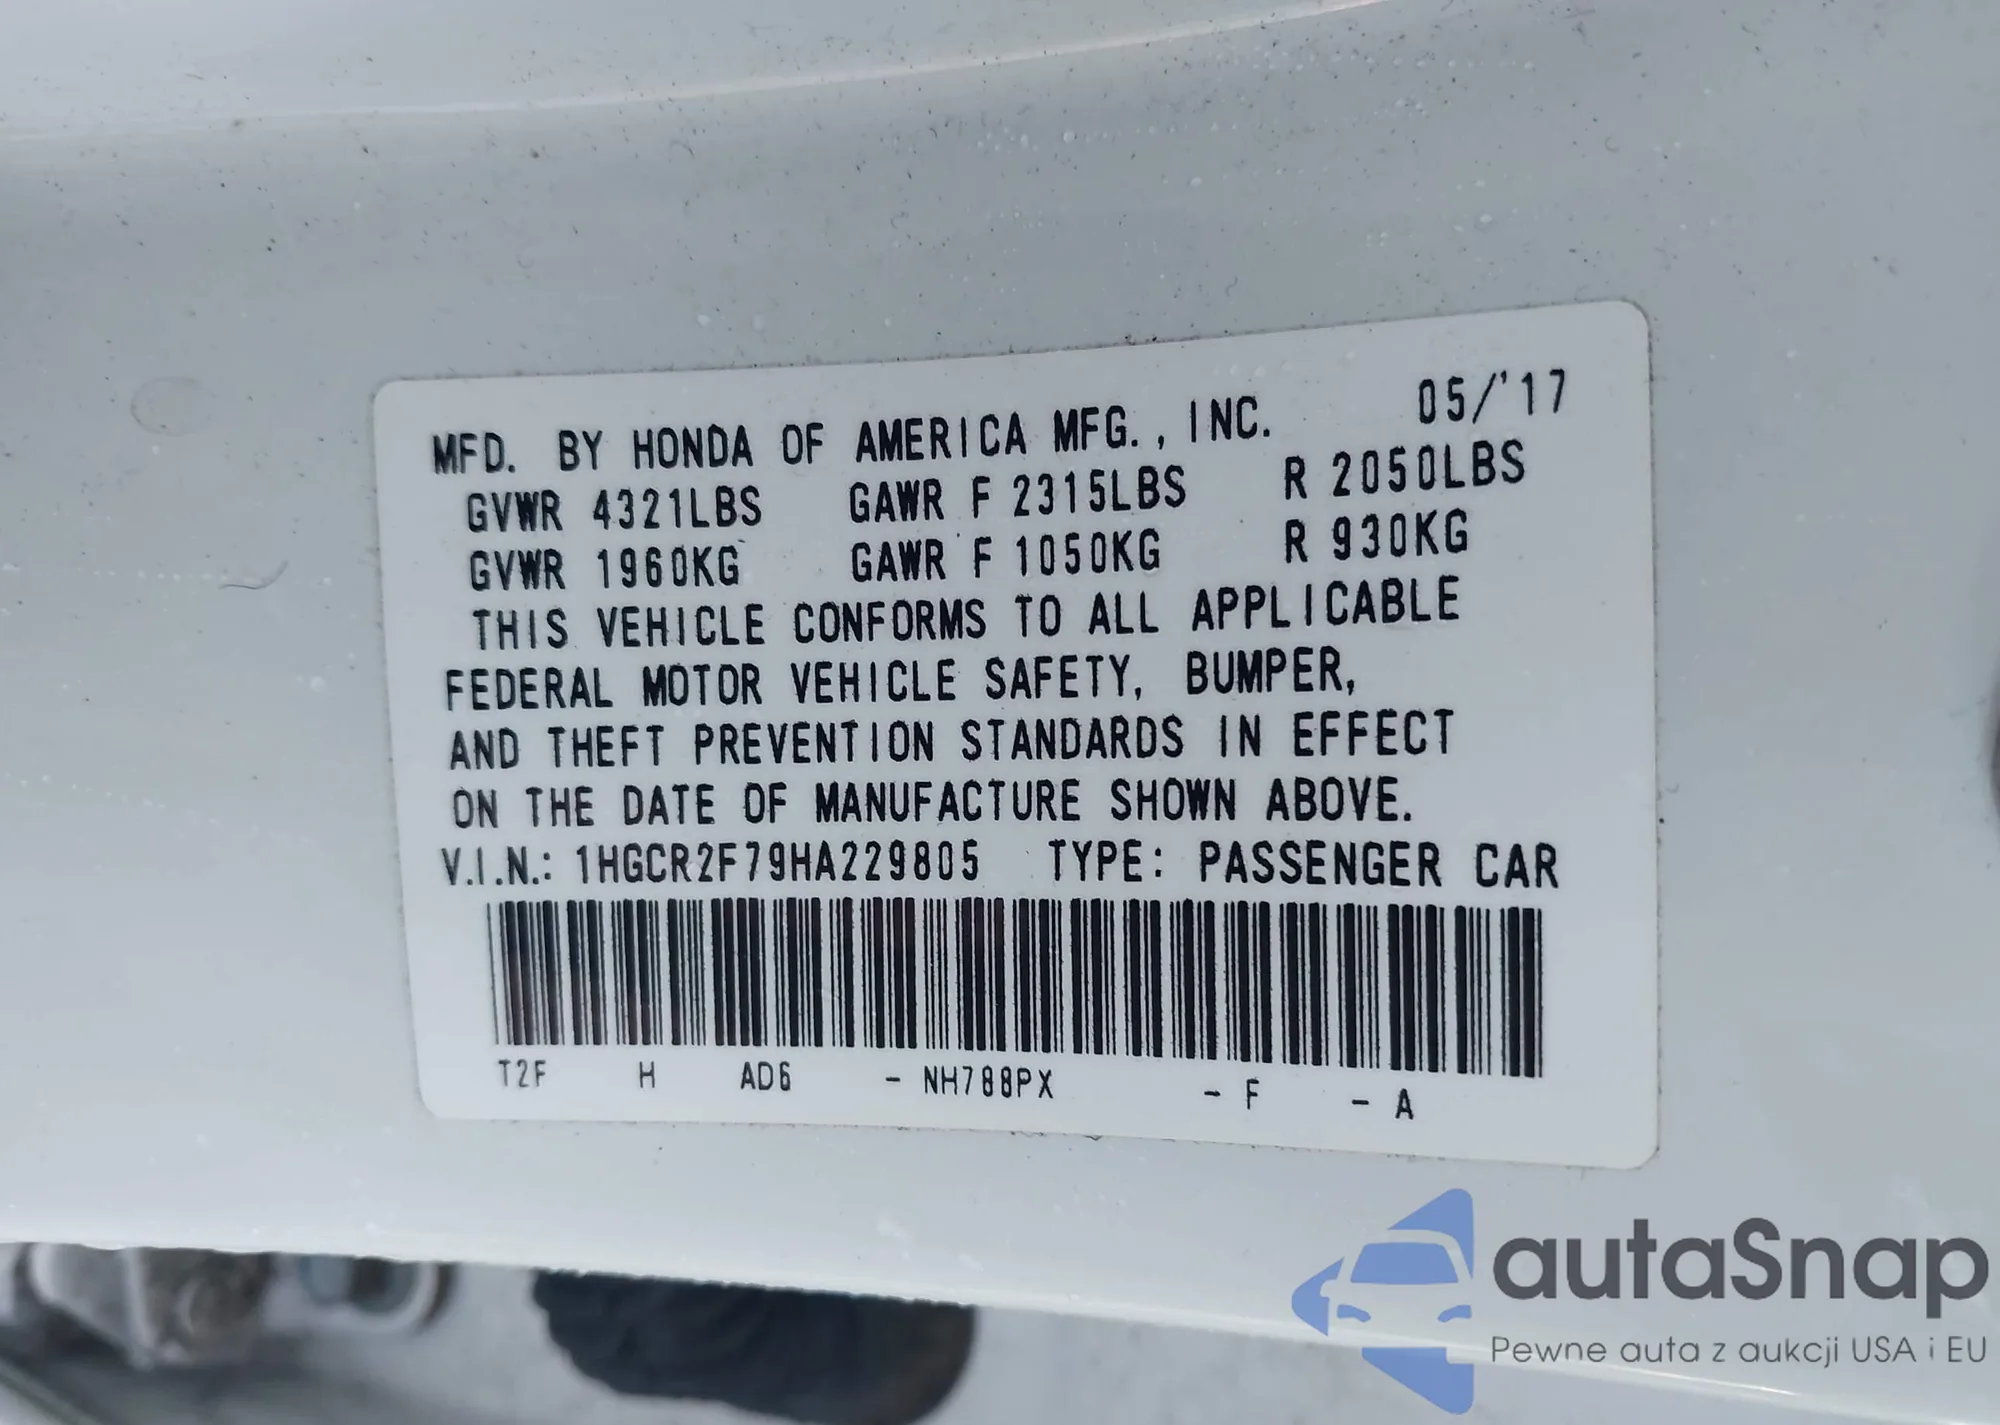 MFD. BY HONDA OF AMERICA MFG., INC. 05/'17
GVWR 4321LBS GAWR F 2315LBS R 2050LBS
GVWR 1960KG GAWR F 1050KG R 930KG
THIS VEHICLE CONFORMS TO ALL APPLICABLE
FEDERAL MOTOR VEHICLE SAFETY, BUMPER,
AND THEFT PREVENTION STANDARDS IN EFFECT
ON THE DATE OF MANUFACTURE SHOWN ABOVE.
V.I.N.: 1HGCR2F79HA229805 TYPE: PASSENGER CAR
T2F H AD6 - NH788PX - F - A
autaSnap
Pewne auta z aukcji USA i EU